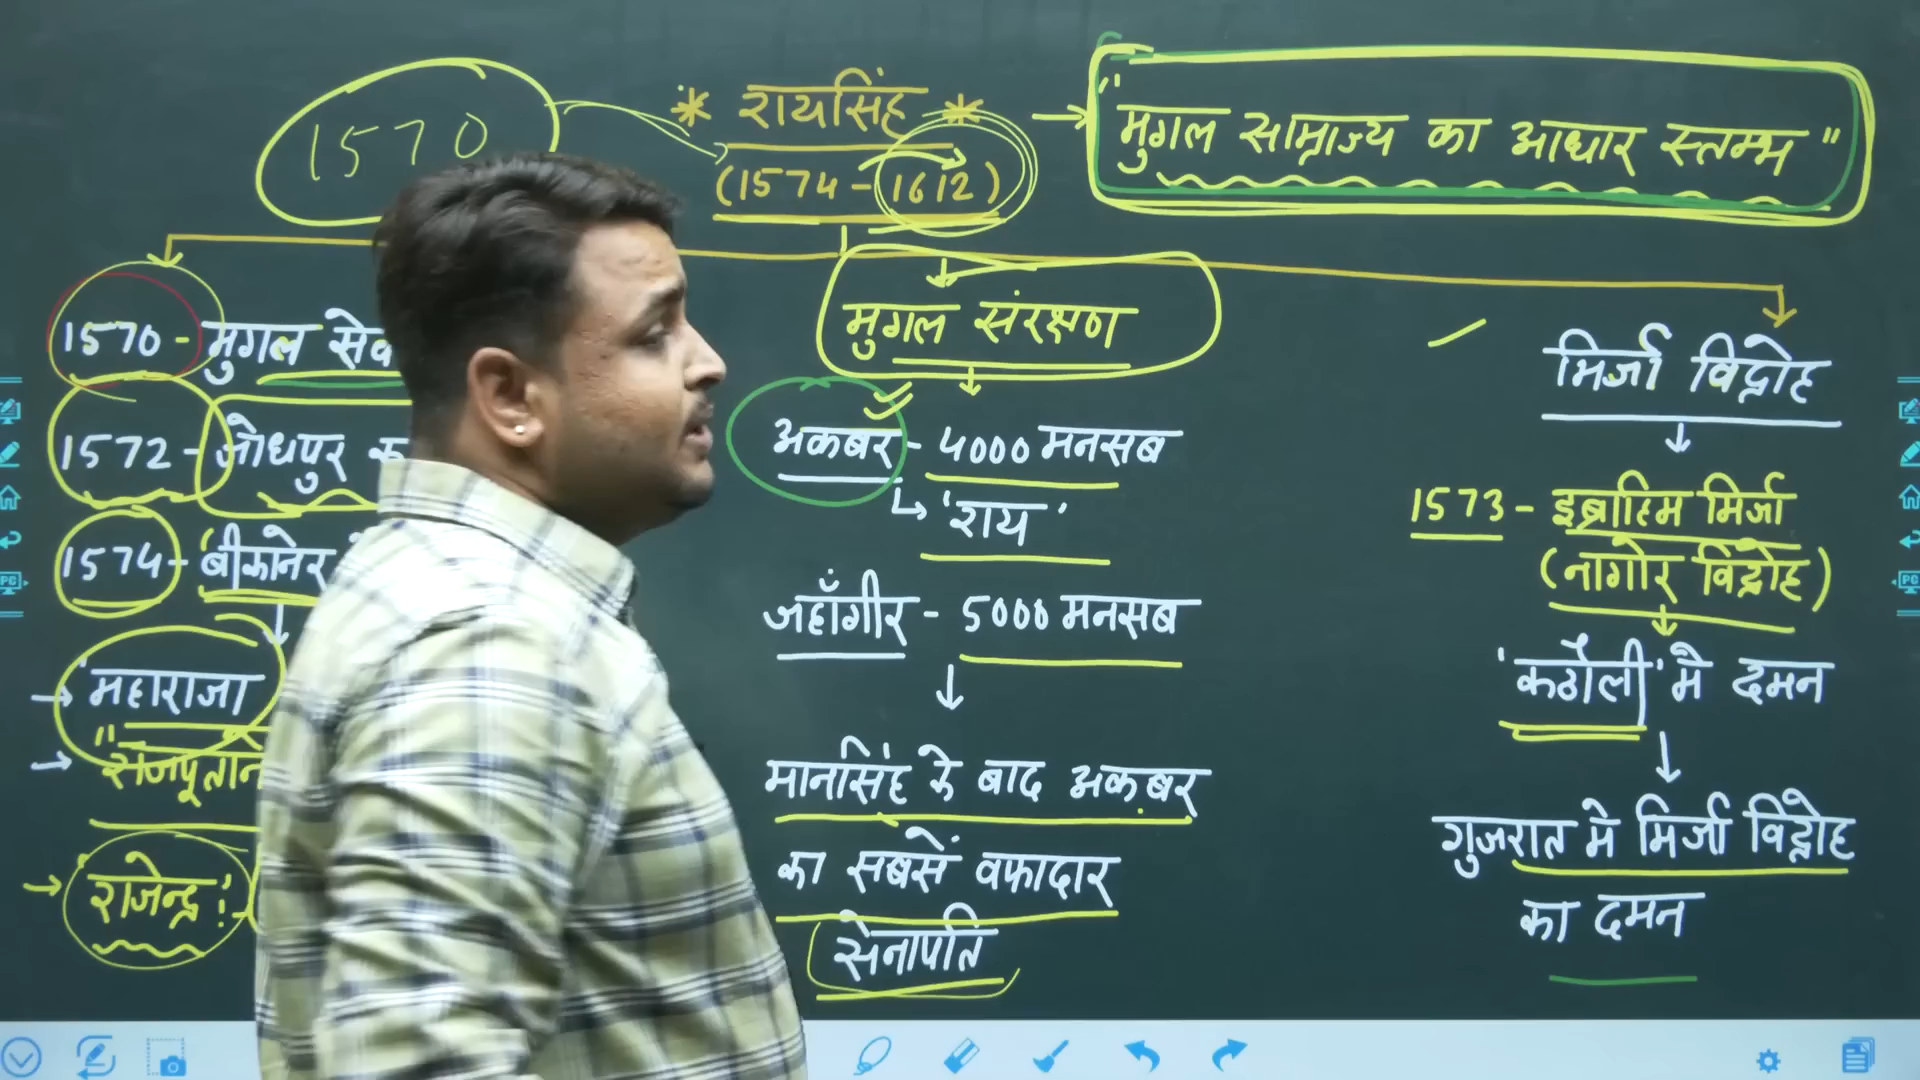 1570
* रायसिंह *
(1574-1612)
→ "मुगल साम्राज्य का आधार स्तम्भ"
1570 - मुगल
1572 - जोधपुर
1574 - 'बीकानेर
→ 'महाराजा
→ "
→ राजेन्द्र' -
मुगल संरक्षण
अकबर - 4000 मनसब
↳ 'राय'
जहाँगीर - 5000 मनसब
मानसिंह के बाद अकबर
का सबसें वफादार
सेनापति
मिर्जा विद्रोह
1573 - इब्राहिम मिर्जा
(नागोर विद्रोह)
'कठौली' मे दमन
गुजरात मे मिर्जा विद्रोह
का दमन